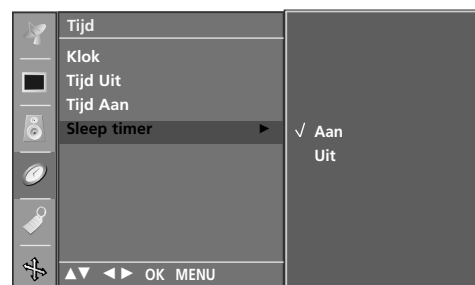 Tijd
Klok
Tijd Uit
Tijd Aan
Sleep timer ►
√ Aan
Uit
▲▼ ◄► OK MENU